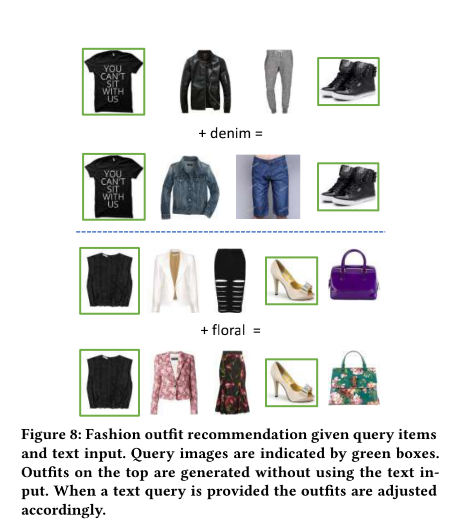 YOU
CAN'T
SIT
WITH
US
+ denim =
YOU
CAN'T
SIT
WITH
US
+ floral =
Figure 8: Fashion outfit recommendation given query items
and text input. Query images are indicated by green boxes.
Outfits on the top are generated without using the text in-
put. When a text query is provided the outfits are adjusted
accordingly.